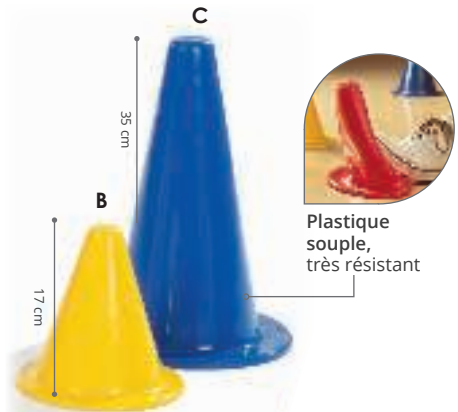 C
35 cm
B
17 cm
Plastique
souple,
très résistant